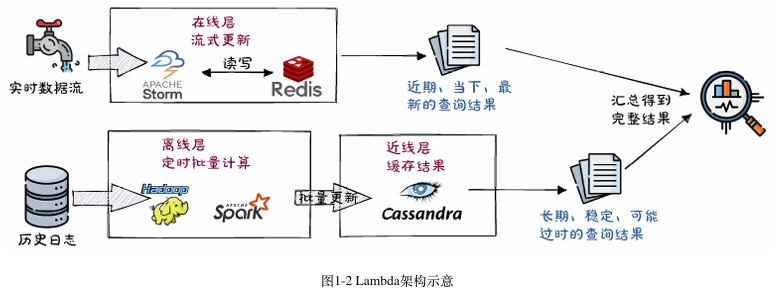 在线层
流式更新
实时数据流
APACHE
Storm
读写
Redis
近期、当下、最
新的查询结果
汇总得到
完整结果
离线层
定时批量计算
历史日志
Hadoop
APACHE
Spark
批量更新
近线层
缓存结果
Cassandra
长期、稳定、可能
过时的查询结果
图1-2 Lambda架构示意